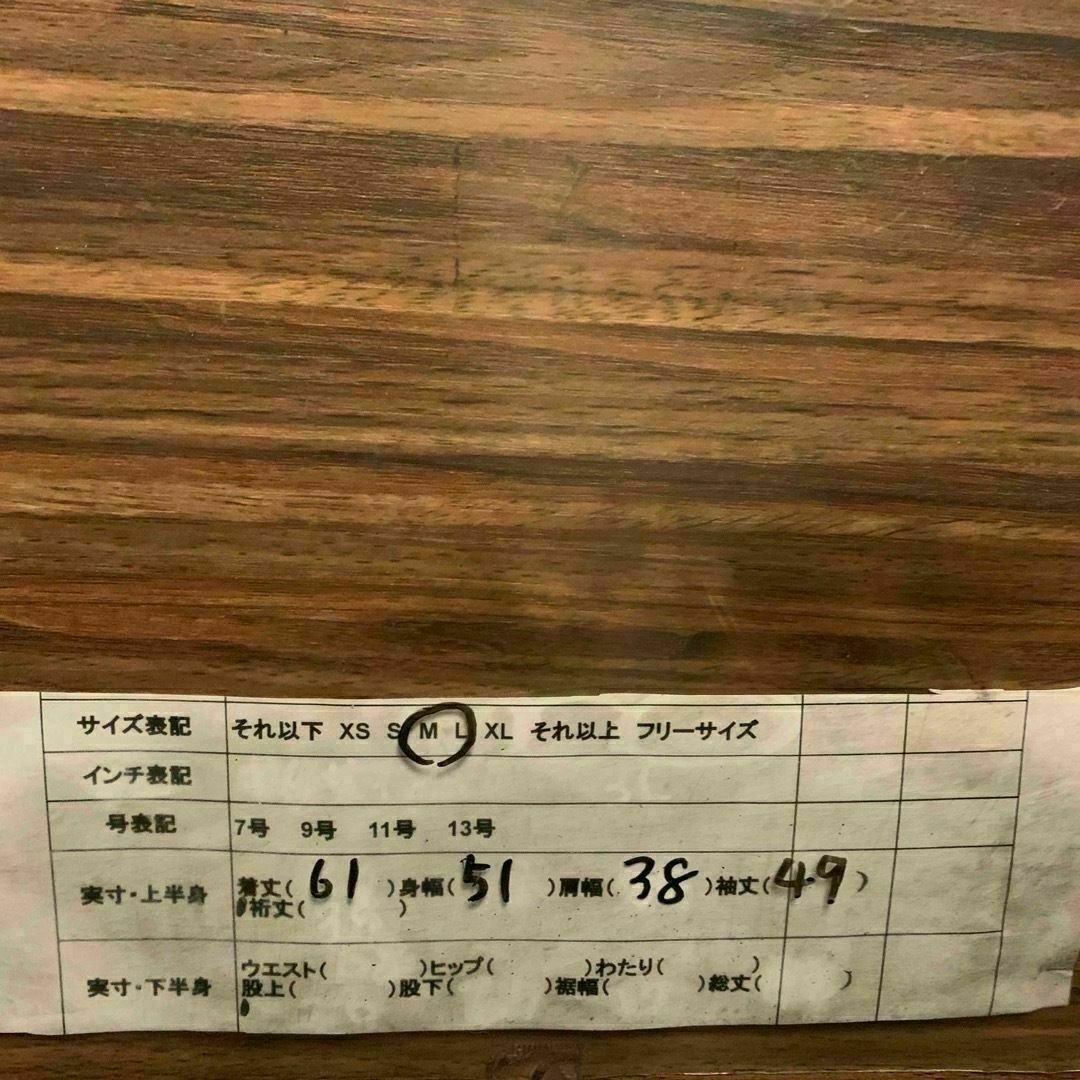 サイズ表記 それ以下 XS S M L XL それ以上 フリーサイズ
インチ表記
号表記 7号 9号 11号 13号
実寸・上半身 着丈( 61 )身幅( 51 )肩幅( 38 )袖丈( 49 )
裄丈( )
実寸・下半身 ウエスト( )ヒップ( )わたり( )
股上( )股下( )裾幅( )総丈( )